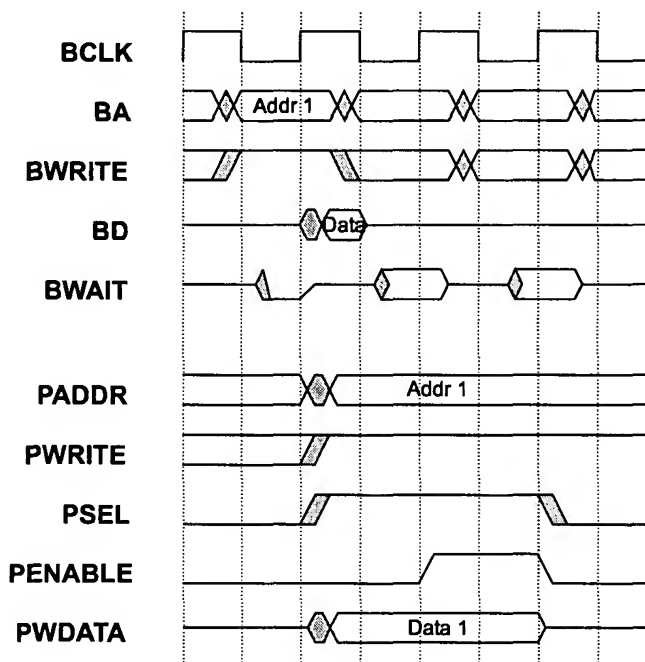 BCLK
BA Addr 1
BWRITE
BD Data
BWAIT
PADDR Addr 1
PWRITE
PSEL
PENABLE
PWDATA Data 1